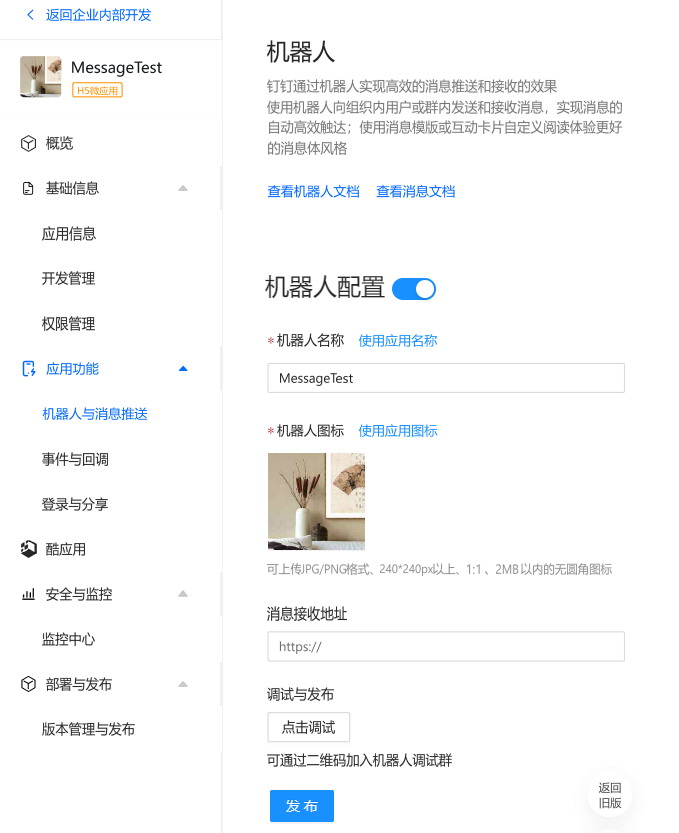 返回企业内部开发
MessageTest
H5微应用
概览
基础信息
应用信息
开发管理
权限管理
应用功能
机器人与消息推送
事件与回调
登录与分享
酷应用
安全与监控
监控中心
部署与发布
版本管理与发布
机器人
钉钉通过机器人实现高效的消息推送和接收的效果
使用机器人向组织内用户或群内发送和接收消息，实现消息的
自动高效触达；使用消息模版或互动卡片自定义阅读体验更好
的消息体风格
查看机器人文档 查看消息文档
机器人配置
*机器人名称 使用应用名称
MessageTest
*机器人图标 使用应用图标
可上传JPG/PNG格式、240*240px以上、1:1 、2MB以内的无圆角图标
消息接收地址
https://
调试与发布
点击调试
可通过二维码加入机器人调试群
发 布
返回
旧版